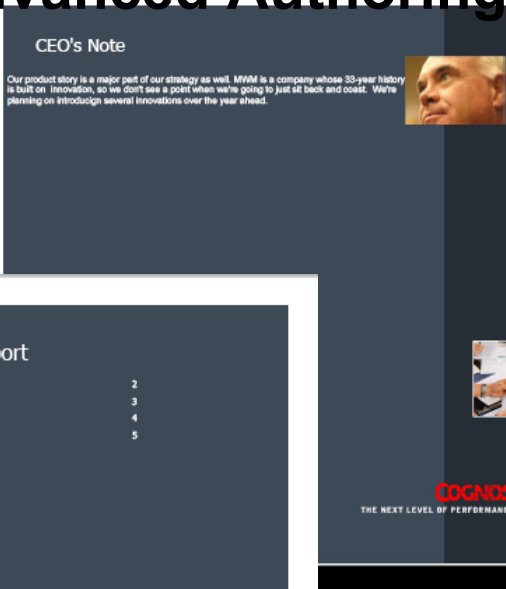 Authoring
CEO's Note
Our product story is a major part of our strategy as well. MWM is a company whose 33-year history
is built on innovation, so we don't see a point when we're going to just sit back and coast. We're
planning on introducign several innovations over the year ahead.
ort
2
3
4
5
COGNOS
THE NEXT LEVEL OF PERFORMANC